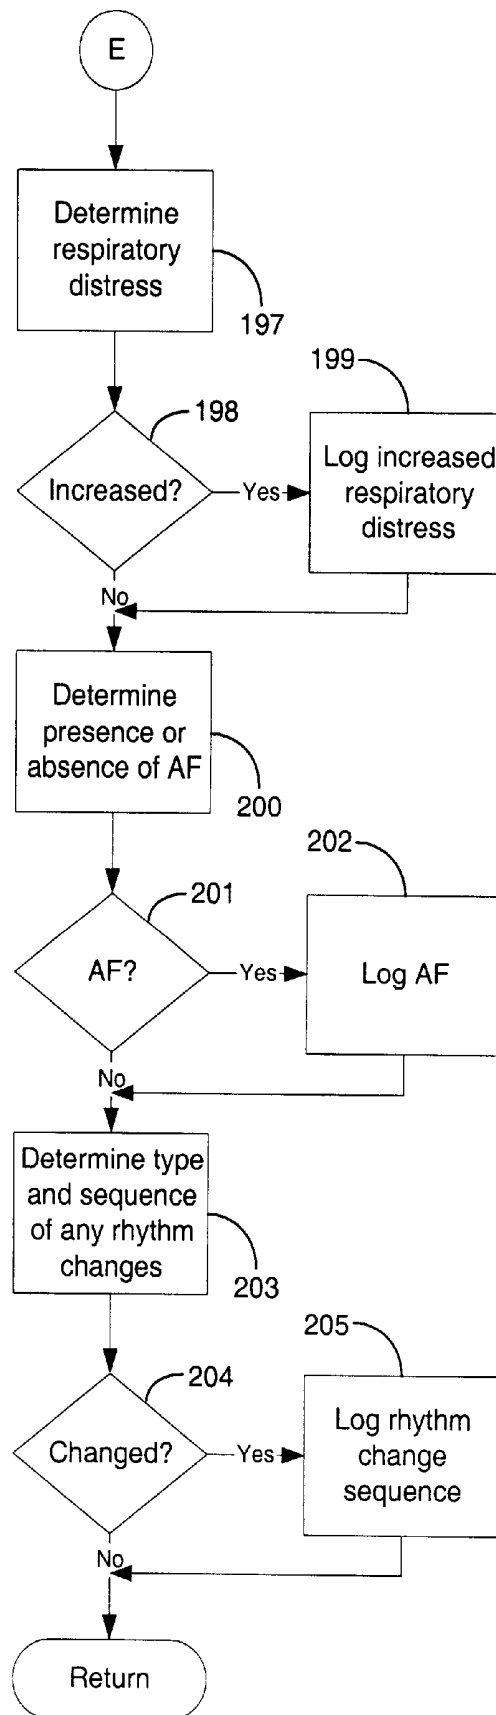 E
Determine
respiratory
distress
197
199
198
Increased?
Yes
Log increased
respiratory
distress
No
Determine
presence or
absence of AF
200
202
201
AF?
Yes
Log AF
No
Determine type
and sequence
of any rhythm
changes
203
205
204
Changed?
Yes
Log rhythm
change
sequence
No
Return